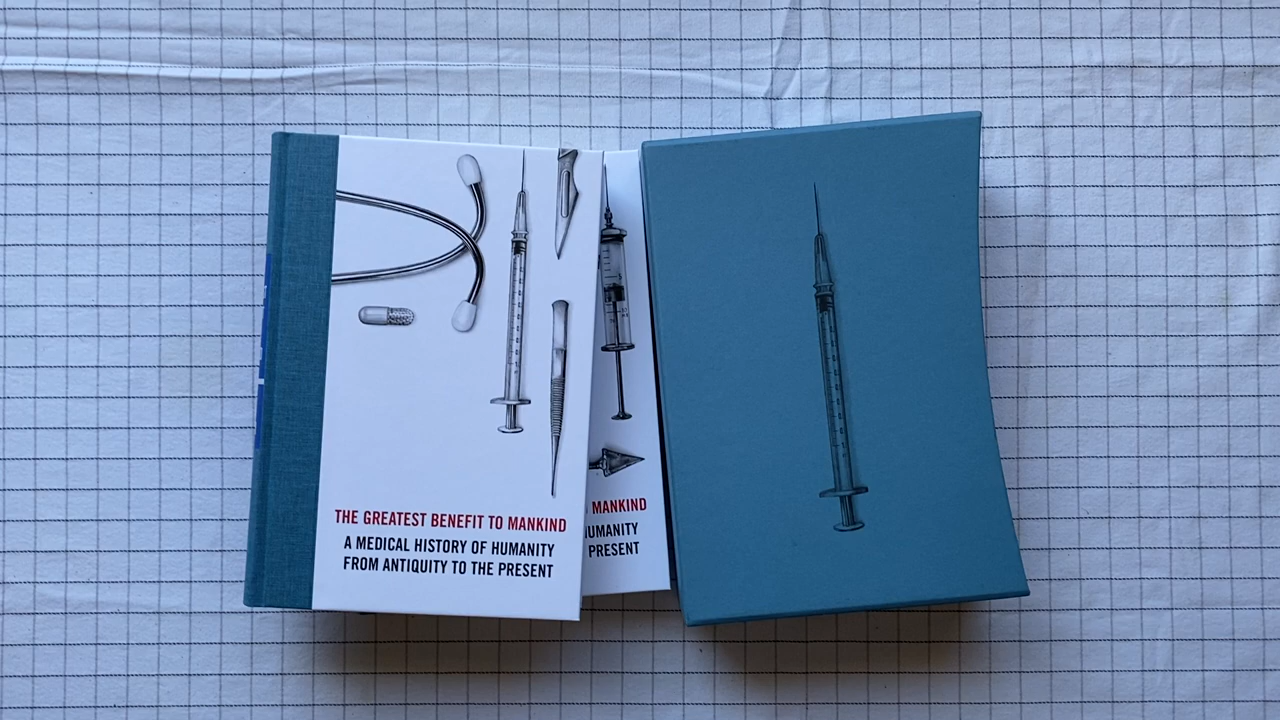 THE GREATEST BENEFIT TO MANKIND
A MEDICAL HISTORY OF HUMANITY
FROM ANTIQUITY TO THE PRESENT
MANKIND
HUMANITY
PRESENT